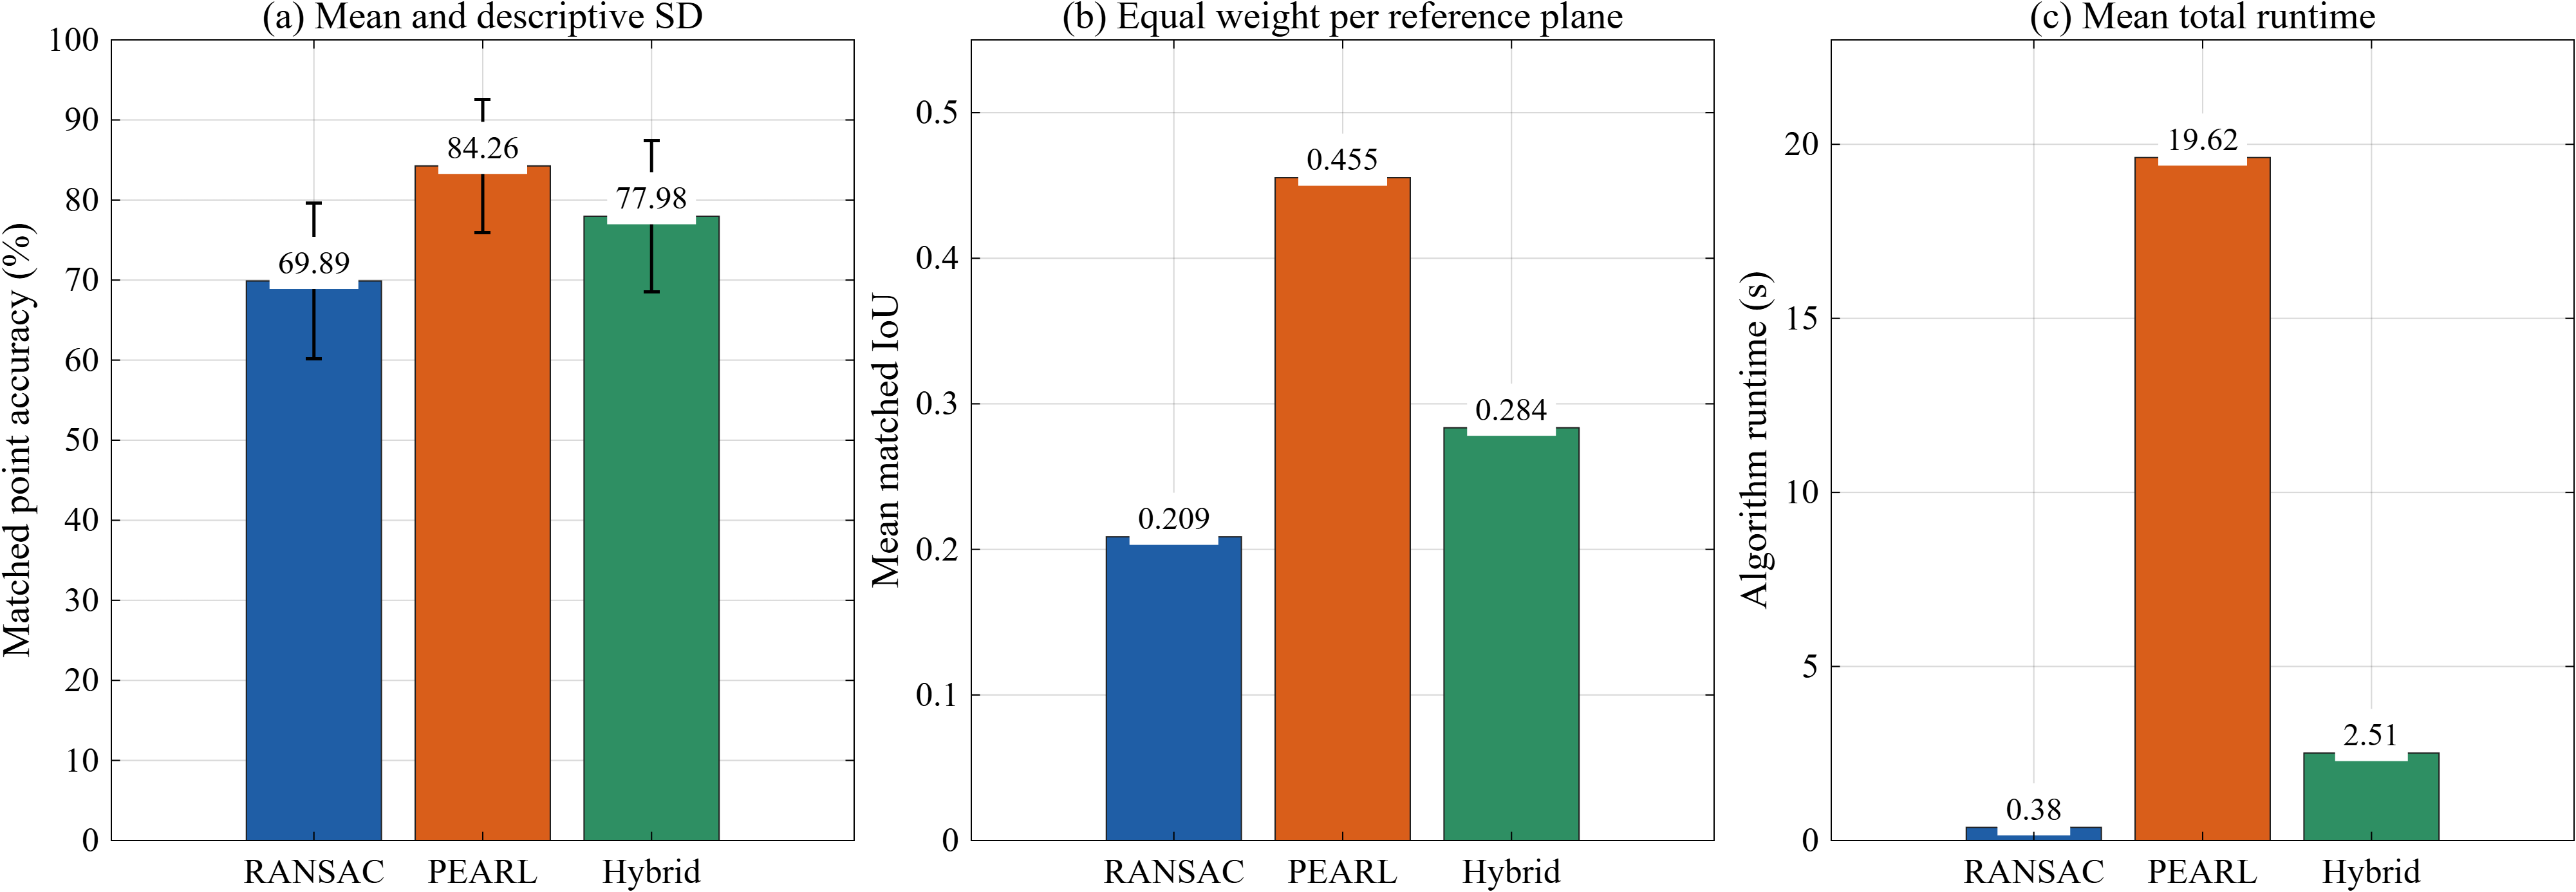 (a) Mean and descriptive SD
Matched point accuracy (%)
100
90
80
70
60
50
40
30
20
10
0
69.89
84.26
77.98
RANSAC
PEARL
Hybrid
(b) Equal weight per reference plane
Mean matched IoU
0.5
0.4
0.3
0.2
0.1
0
0.209
0.455
0.284
RANSAC
PEARL
Hybrid
(c) Mean total runtime
Algorithm runtime (s)
20
15
10
5
0
0.38
19.62
2.51
RANSAC
PEARL
Hybrid